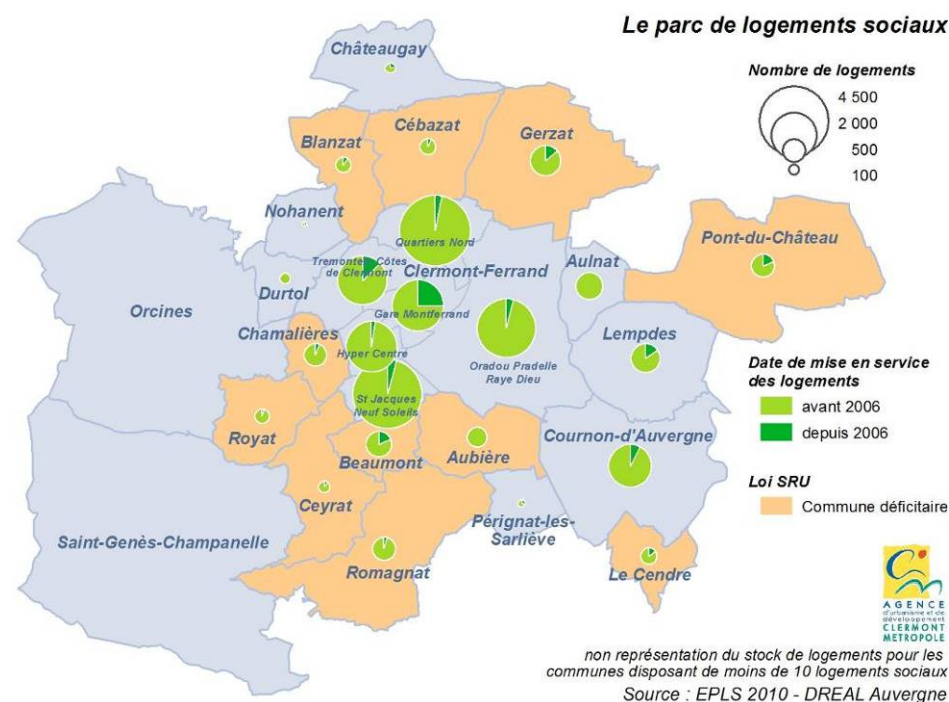 Le parc de logements sociaux
Nombre de logements
4 500
2 000
500
100
Châteaugay
Blanzat
Cébazat
Gerzat
Nohanent
Quartiers Nord
Pont-du-Château
Tremonteix Côtes
de Clermont
Clermont-Ferrand
Aulnat
Durtol
Orcines
Gare Montferrand
Chamalières
Lempdes
Hyper Centre
Oradou Pradelle
Raye Dieu
Date de mise en service
des logements
avant 2006
depuis 2006
St Jacques
Neuf Soleils
Royat
Beaumont
Aubière
Cournon-d'Auvergne
Loi SRU
Commune déficitaire
Ceyrat
Saint-Genès-Champanelle
Pérignat-les-
Sarliève
Romagnat
Le Cendre
AGENCE
d'urbanisme et de
développement
CLERMONT
METROPOLE
non représentation du stock de logements pour les
communes disposant de moins de 10 logements sociaux
Source : EPLS 2010 - DREAL Auvergne